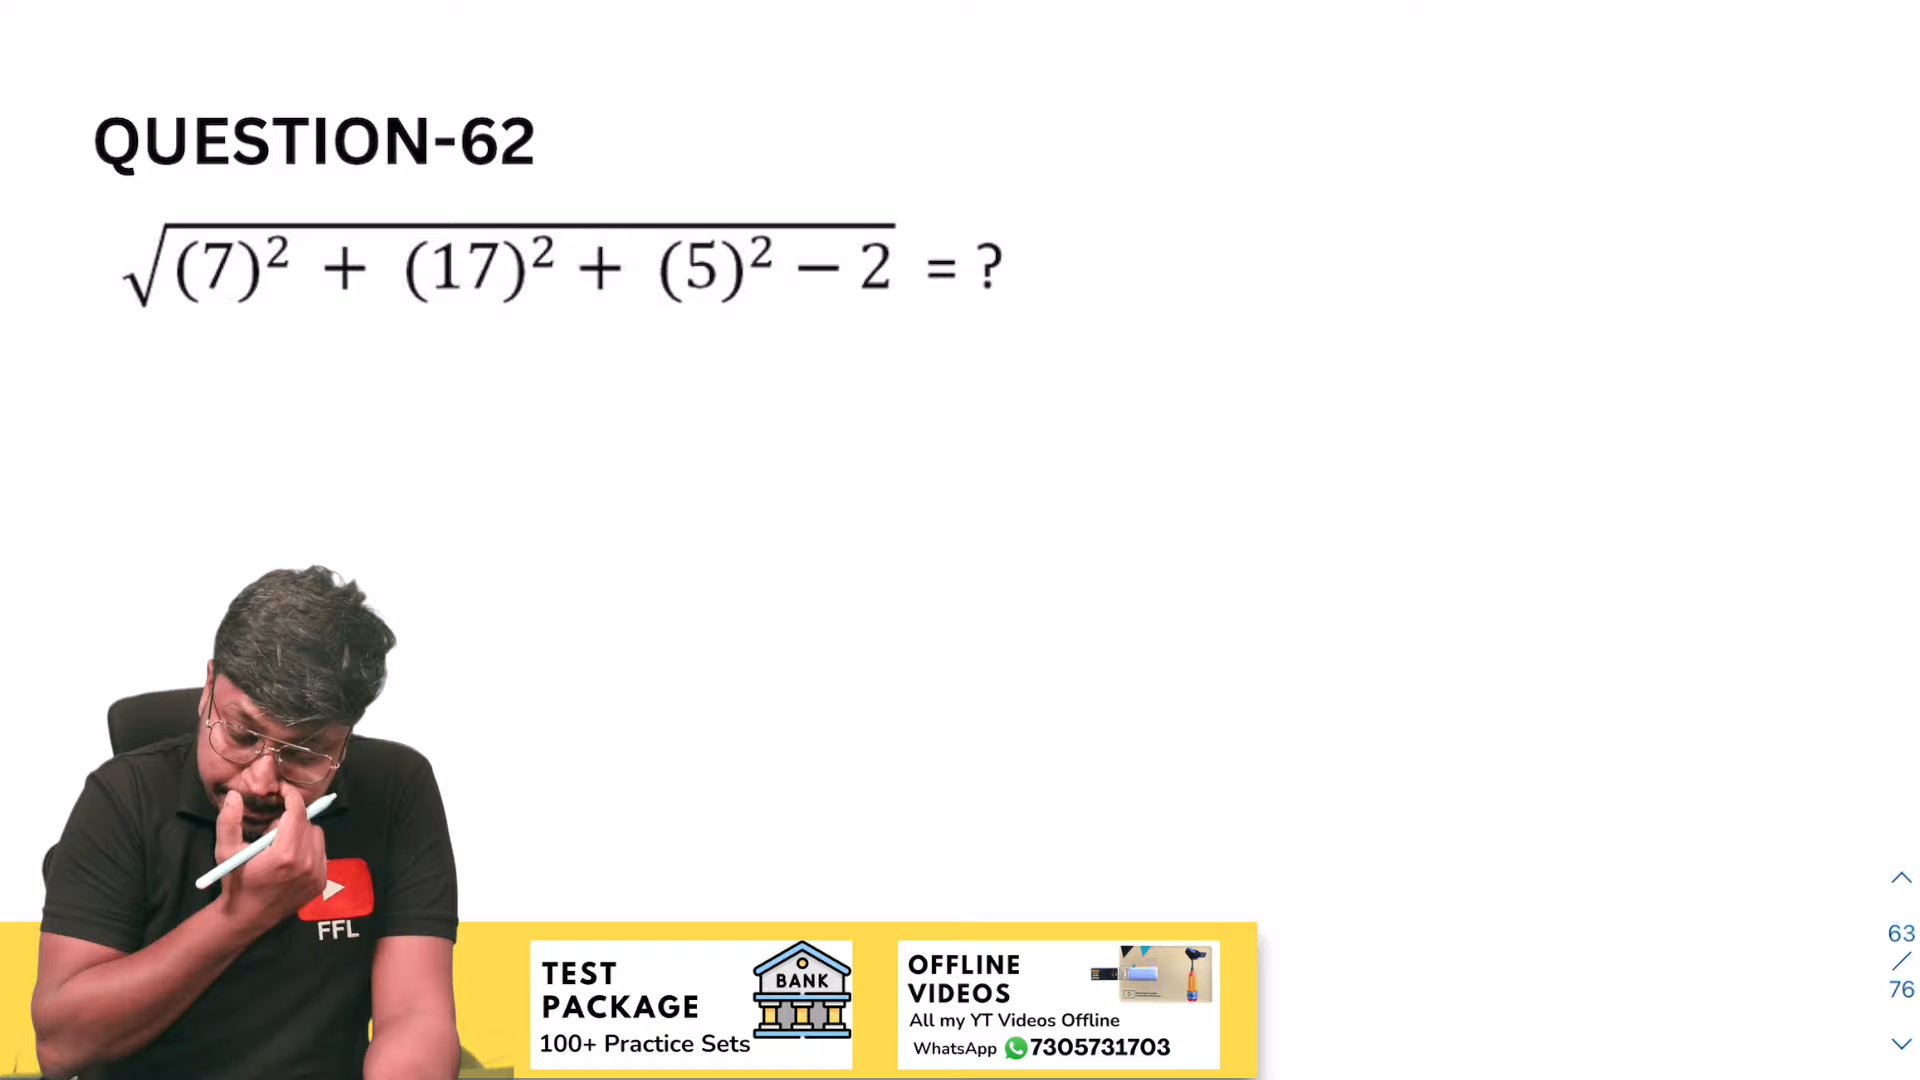 QUESTION-62
√(7)² + (17)² + (5)² − 2 = ?
FFL
TEST
PACKAGE
100+ Practice Sets
BANK
OFFLINE
VIDEOS
All my YT Videos Offline
WhatsApp 7305731703
63
/
76